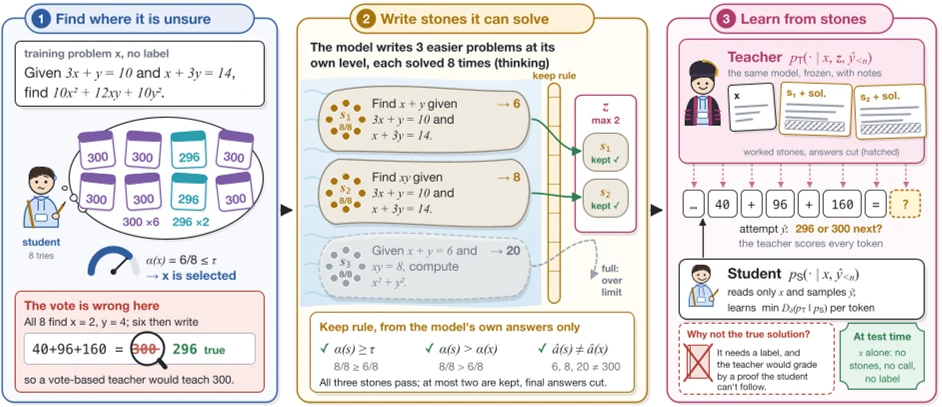 1 Find where it is unsure
training problem x, no label
Given 3x + y = 10 and x + 3y = 14,
find 10x² + 12xy + 10y².
300 300 296 300
300 300 296 300
300 ×6 296 ×2
student
8 tries
α(x) = 6/8 ≤ τ
→ x is selected
The vote is wrong here
All 8 find x = 2, y = 4; six then write
40+96+160 = 300 296 true
so a vote-based teacher would teach 300.
2 Write stones it can solve
The model writes 3 easier problems at its
own level, each solved 8 times (thinking)
keep rule
s₁
8/8
Find x + y given
3x + y = 10 and
x + 3y = 14.
→ 6
s₂
8/8
Find xy given
3x + y = 10 and
x + 3y = 14.
→ 8
s₃
8/8
Given x + y = 6 and
xy = 8, compute
x² + y².
→ 20
z
max 2
s₁
kept ✓
s₂
kept ✓
full:
over
limit
Keep rule, from the model's own answers only
✓ α(s) ≥ τ ✓ α(s) > α(x) ✓ â(s) ≠ â(x)
8/8 ≥ 6/8 8/8 > 6/8 6, 8, 20 ≠ 300
All three stones pass; at most two are kept, final answers cut.
3 Learn from stones
Teacher p_T(· | x, z, ŷ_<n)
the same model, frozen, with notes
x
s₁ + sol.
s₂ + sol.
worked stones, answers cut (hatched)
... 40 + 96 + 160 = ?
attempt ŷ: 296 or 300 next?
the teacher scores every token
Student p_S(· | x, ŷ_<n)
reads only x and samples ŷ;
learns min D_β(p_T ‖ p_S) per token
Why not the true solution?
It needs a label, and
the teacher would grade
by a proof the student
can't follow.
At test time
x alone: no
stones, no call,
no label